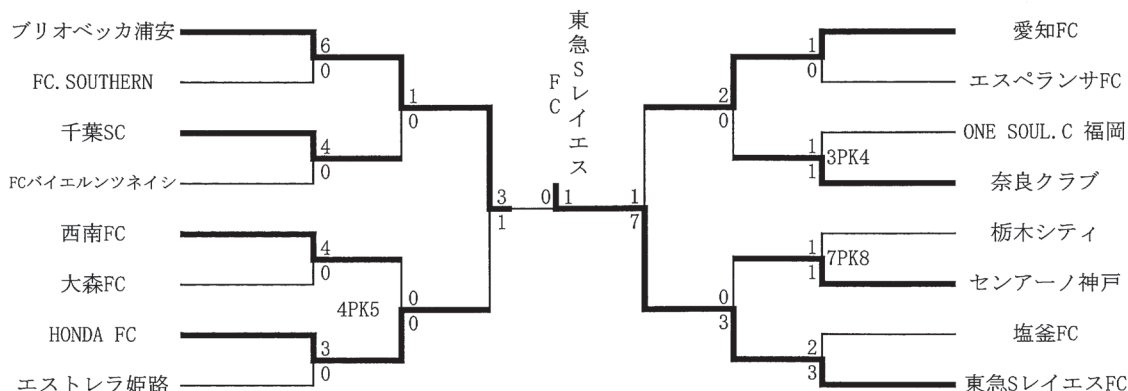 東急SレイエスFC
ブリオベッカ浦安
6
0
FC.SOUTHERN
1
0
千葉SC
4
0
FCバイエルンツネイシ
3
1
西南FC
4
0
大森FC
4PK5
0
0
HONDA FC
3
0
エストレラ姫路
0
1
愛知FC
1
0
エスペランサFC
2
0
ONE SOUL.C 福岡
1
3PK4
1
奈良クラブ
1
7
栃木シティ
1
7PK8
1
センアーノ神戸
0
3
塩釜FC
2
3
東急SレイエスFC